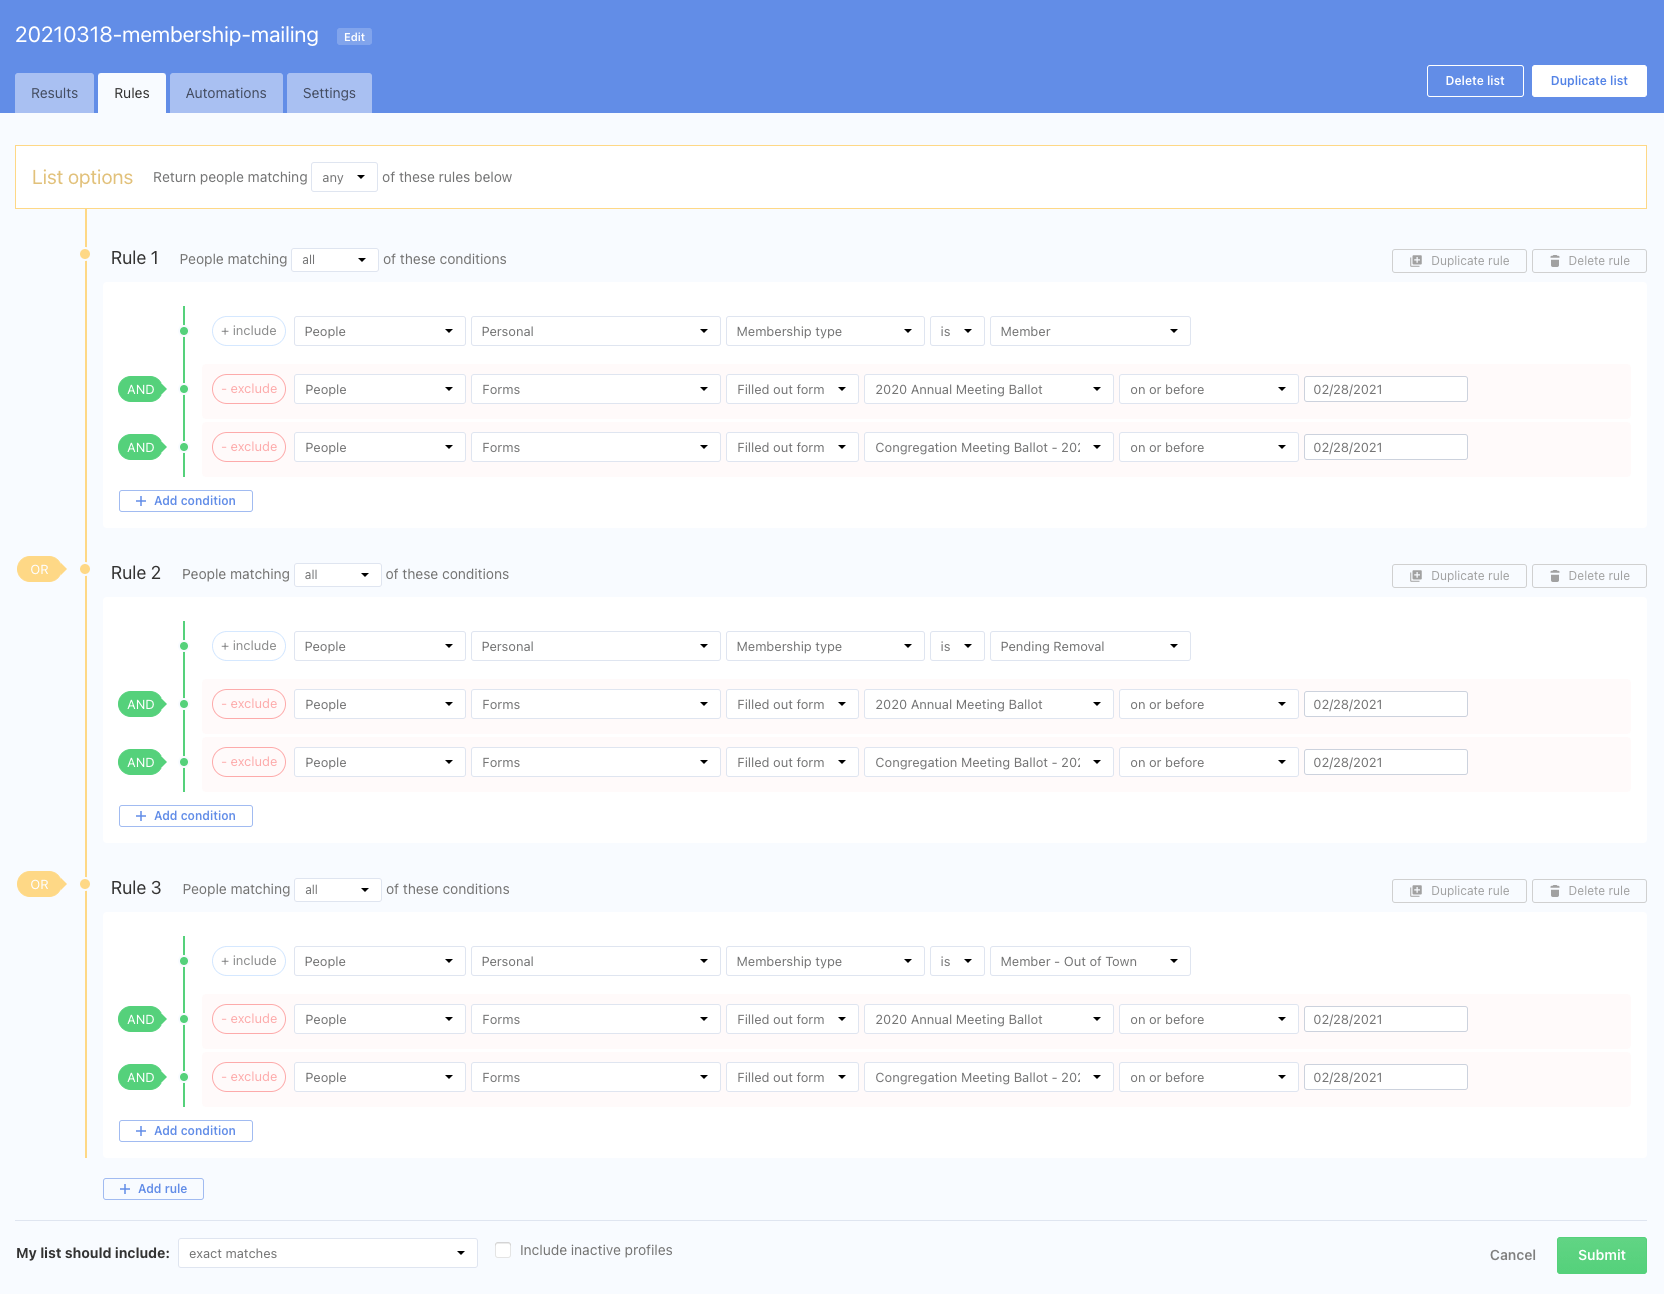 20210318-membership-mailing Edit
Results Rules Automations Settings Delete list Duplicate list
List options Return people matching any of these rules below
Rule 1 People matching all of these conditions Duplicate rule Delete rule
+ include People Personal Membership type is Member
AND - exclude People Forms Filled out form 2020 Annual Meeting Ballot on or before 02/28/2021
AND - exclude People Forms Filled out form Congregation Meeting Ballot - 202 on or before 02/28/2021
+ Add condition
OR Rule 2 People matching all of these conditions Duplicate rule Delete rule
+ include People Personal Membership type is Pending Removal
AND - exclude People Forms Filled out form 2020 Annual Meeting Ballot on or before 02/28/2021
AND - exclude People Forms Filled out form Congregation Meeting Ballot - 202 on or before 02/28/2021
+ Add condition
OR Rule 3 People matching all of these conditions Duplicate rule Delete rule
+ include People Personal Membership type is Member - Out of Town
AND - exclude People Forms Filled out form 2020 Annual Meeting Ballot on or before 02/28/2021
AND - exclude People Forms Filled out form Congregation Meeting Ballot - 202 on or before 02/28/2021
+ Add condition
+ Add rule
My list should include: exact matches Include inactive profiles Cancel Submit